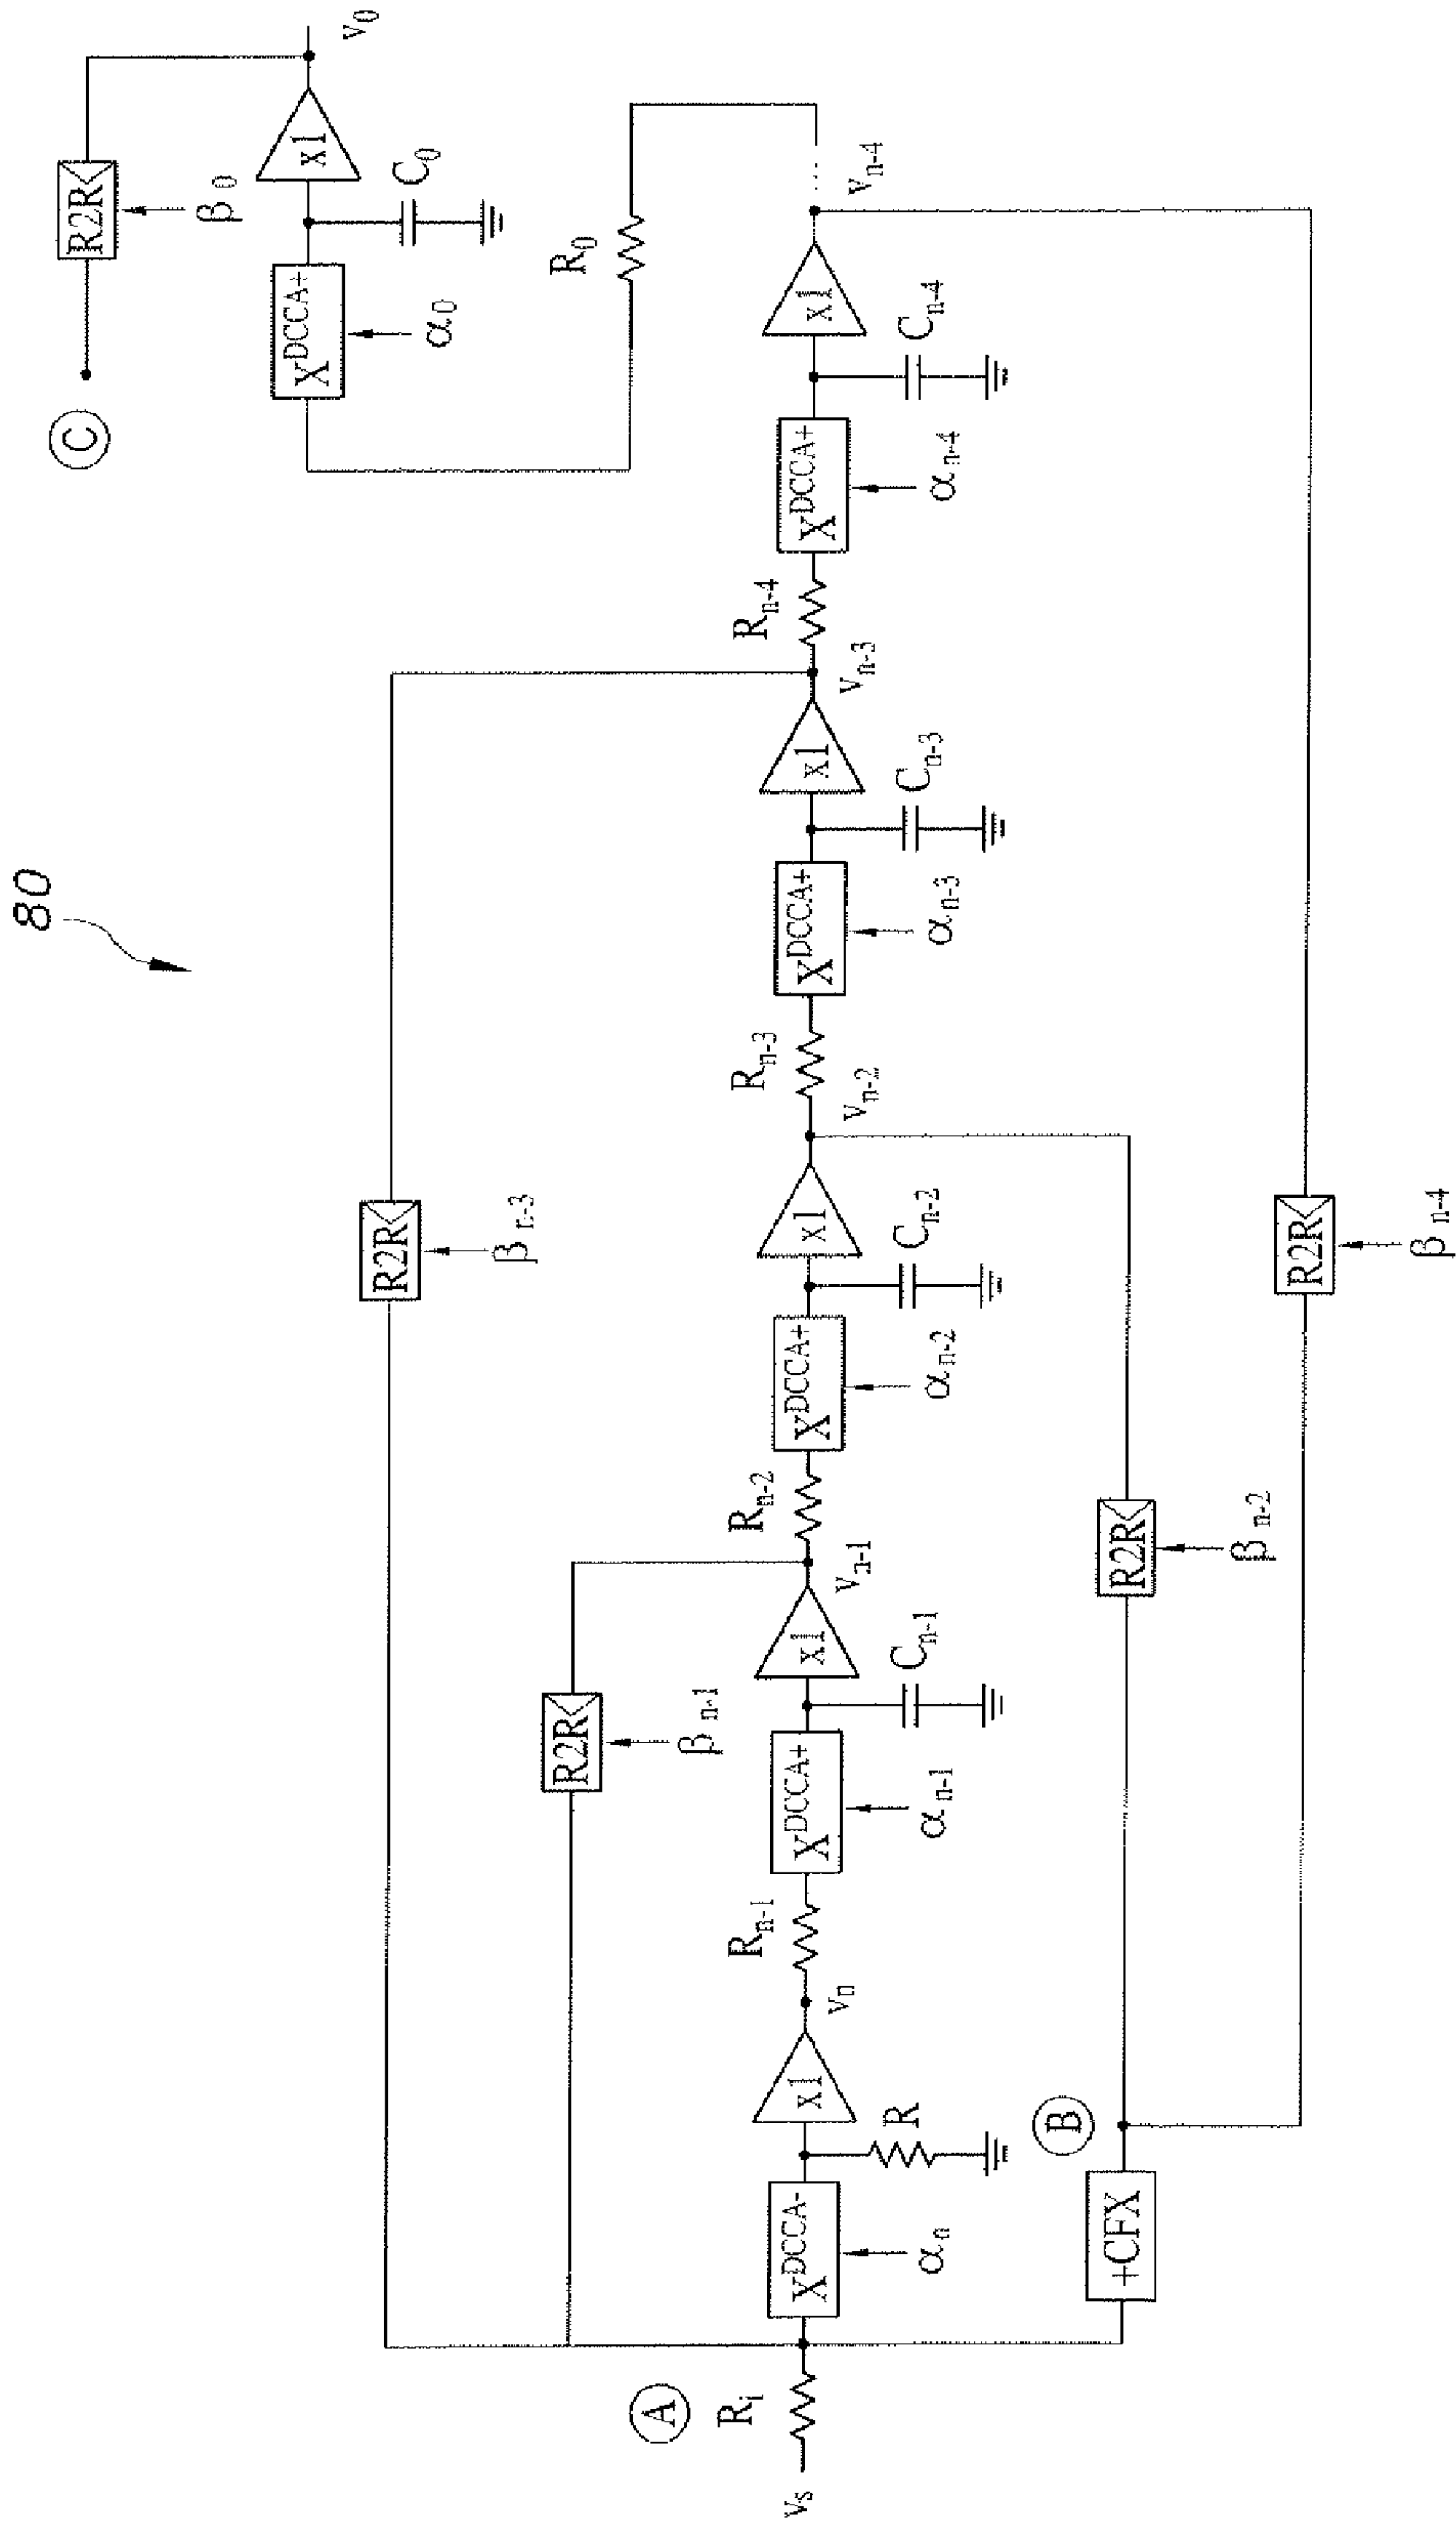 80
R2R
β0
C
XDCCA+
α0
x1
C0
v0
R0
R2R
βn-3
R2R
βn-1
A
vs
Ri
XDCCA-
αn
R
x1
vn
Rn-1
XDCCA+
αn-1
Cn-1
x1
vn-1
Rn-2
XDCCA+
αn-2
Cn-2
x1
vn-2
Rn-3
XDCCA+
αn-3
Cn-3
x1
vn-3
Rn-4
XDCCA+
αn-4
Cn-4
x1
vn-4
....
B
+CFX
R2R
βn-2
R2R
βn-4